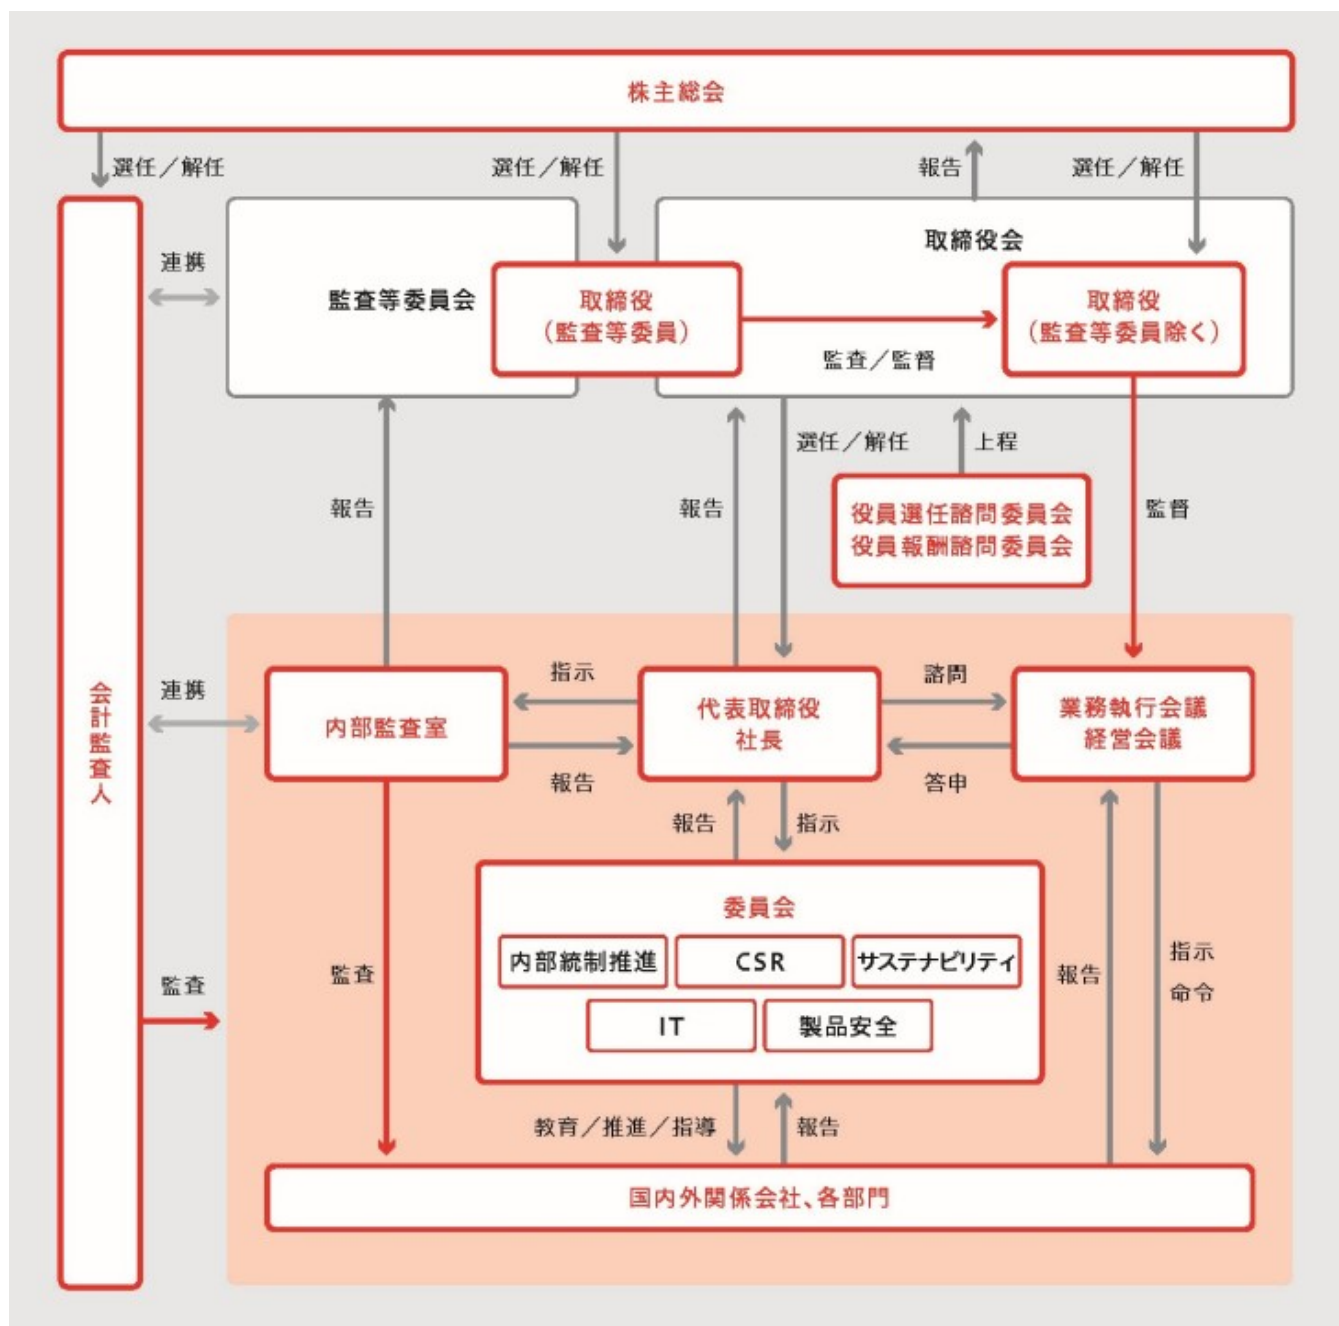 株主総会
選任／解任
選任／解任
報告
選任／解任
連携
監査等委員会
取締役
（監査等委員）
取締役会
取締役
（監査等委員除く）
監査／監督
報告
報告
選任／解任
上程
役員選任諮問委員会
役員報酬諮問委員会
監督
会計監査人
連携
内部監査室
指示
報告
代表取締役
社長
諮問
答申
業務執行会議
経営会議
報告
指示
委員会
内部統制推進
CSR
サステナビリティ
IT
製品安全
監査
監査
報告
指示
命令
教育／推進／指導
報告
国内外関係会社、各部門